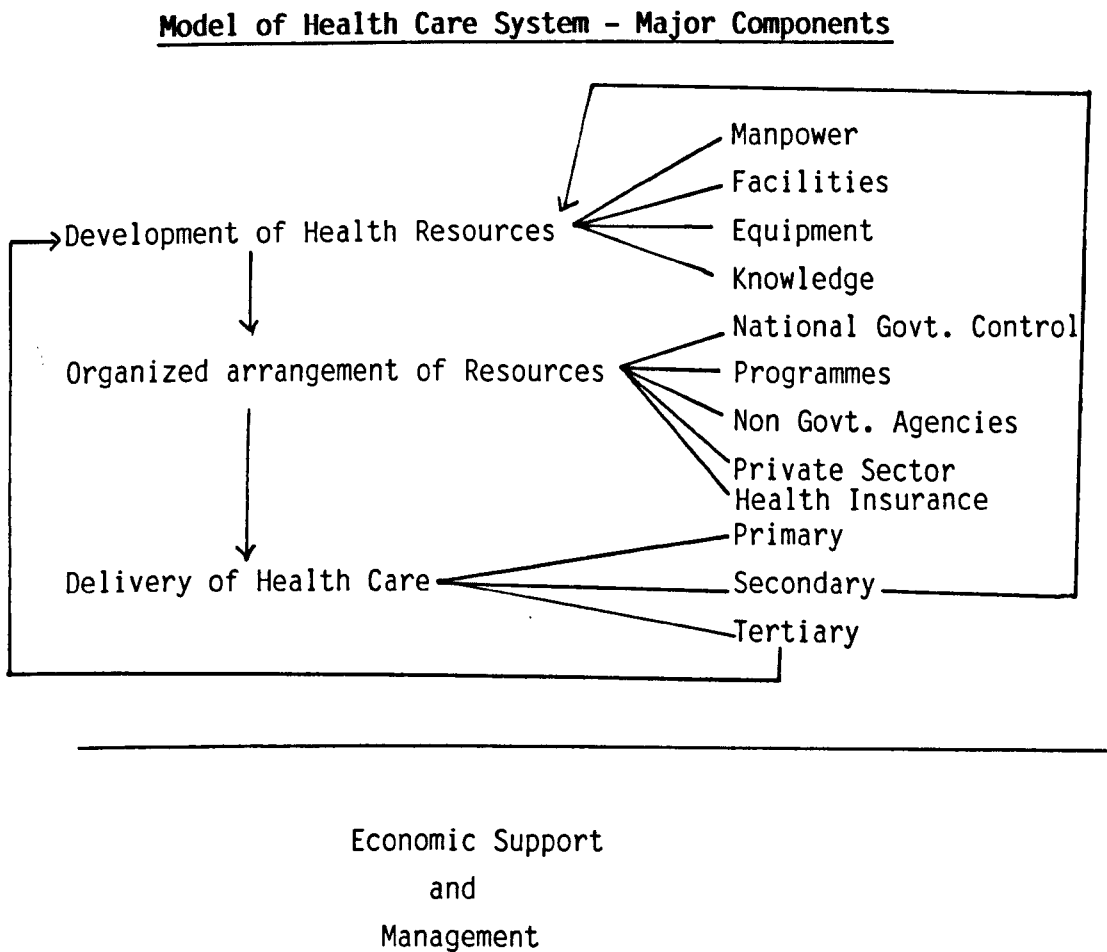 Model of Health Care System – Major Components
Manpower
Facilities
Development of Health Resources
Equipment
Knowledge
National Govt. Control
Organized arrangement of Resources
Programmes
Non Govt. Agencies
Private Sector
Health Insurance
Primary
Delivery of Health Care
Secondary
Tertiary
Economic Support
and
Management